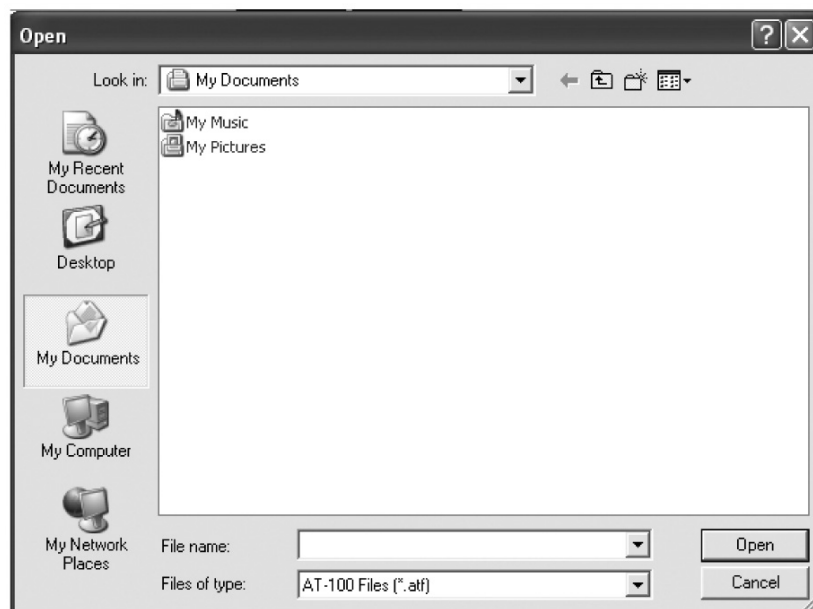 Open
Look in: My Documents
My Music
My Pictures
My Recent
Documents
Desktop
My Documents
My Computer
My Network
Places
File name:
Open
Files of type: AT-100 Files (*.atf)
Cancel